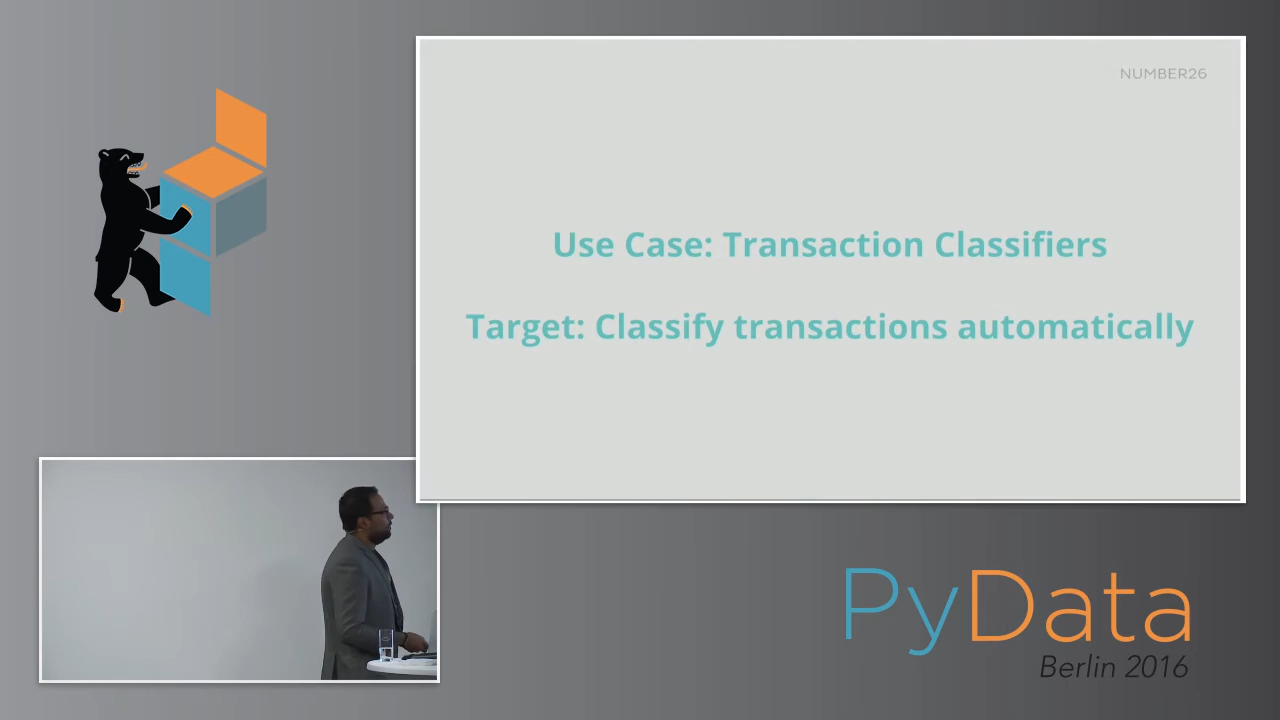 NUMBER26
Use Case: Transaction Classifiers
Target: Classify transactions automatically
PyData
Berlin 2016